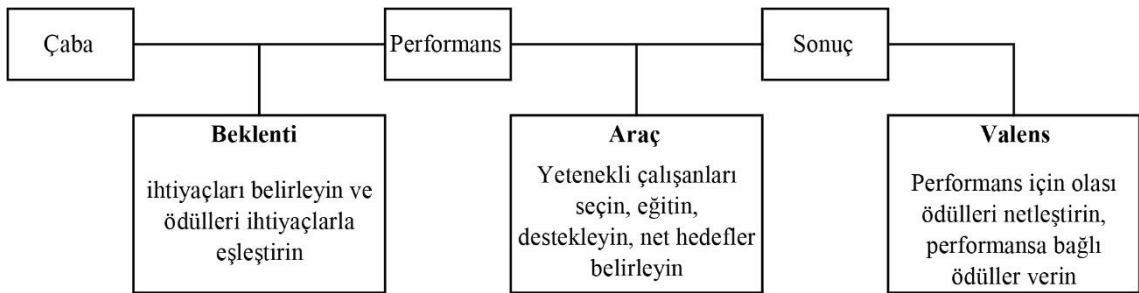 Çaba
Performans
Sonuç
Beklenti
ihtiyaçları belirleyin ve
ödülleri ihtiyaçlarla
eşleştirin
Araç
Yetenekli çalışanları
seçin, eğitin,
destekleyin, net hedefler
belirleyin
Valens
Performans için olası
ödülleri netleştirin,
performansa bağlı
ödüller verin